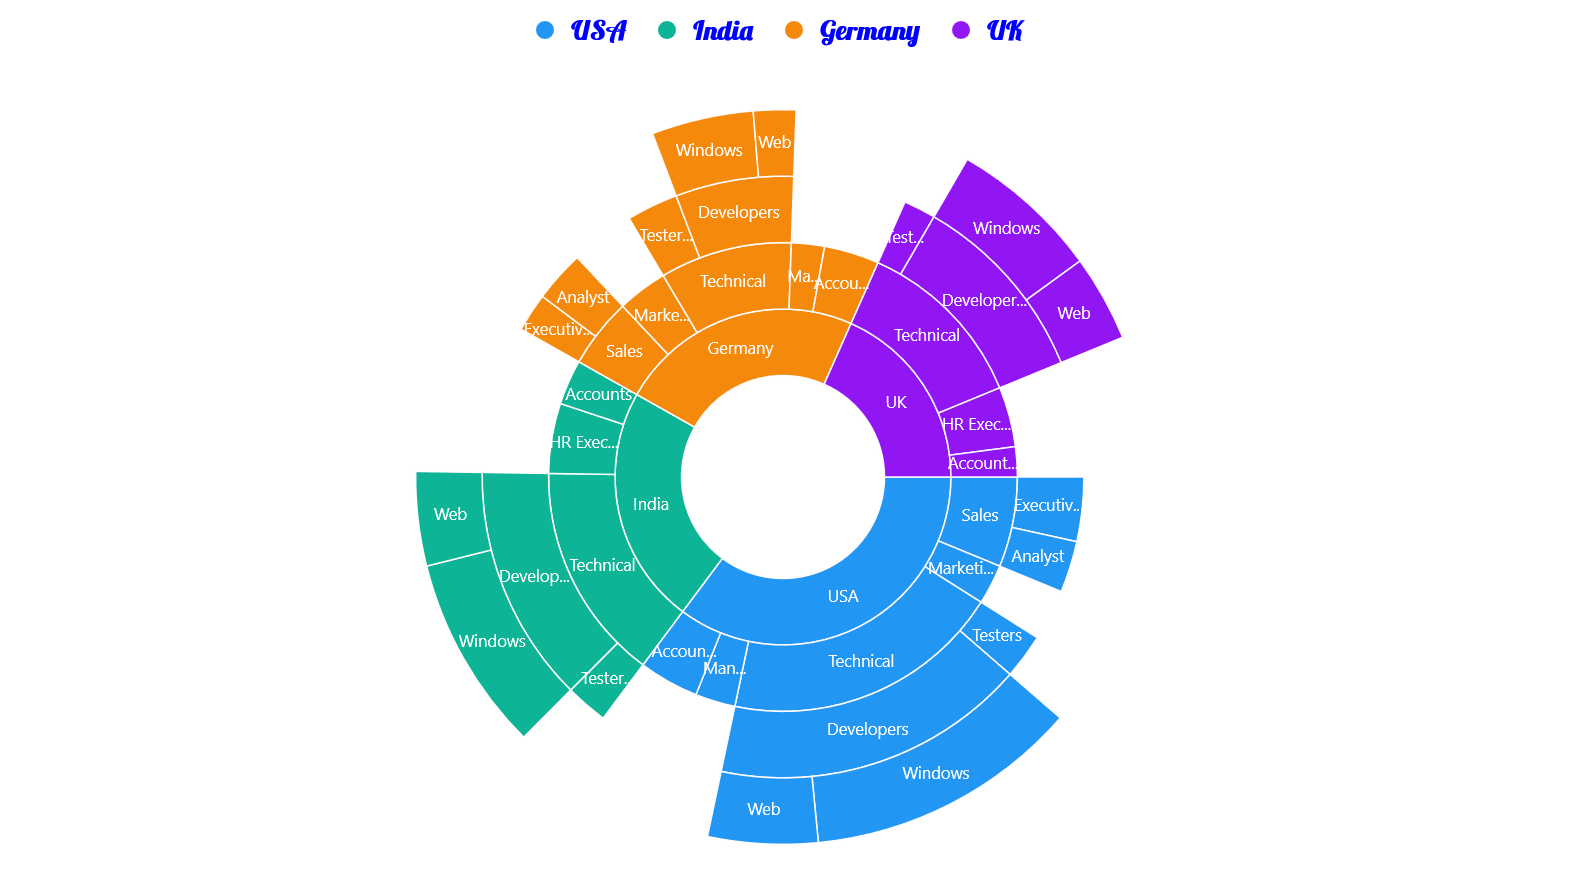 USA India Germany UK
Windows
Web
Developers
Tester...
Technical
Ma...
Accou...
Marke...
Analyst
Executiv...
Sales
Germany
Windows
Web
Test...
Developer...
Technical
UK
HR Exec...
Account...
Accounts
HR Exec...
India
Technical
Web
Develop...
Windows
Tester...
Sales
Executiv...
Analyst
Marketi...
USA
Testers
Technical
Accoun...
Man...
Developers
Windows
Web